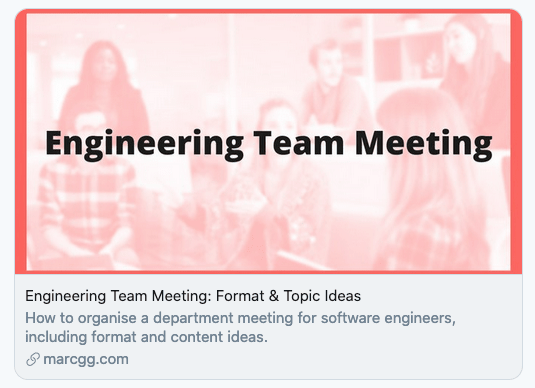 Engineering Team Meeting
Engineering Team Meeting: Format & Topic Ideas
How to organise a department meeting for software engineers,
including format and content ideas.
marcgg.com